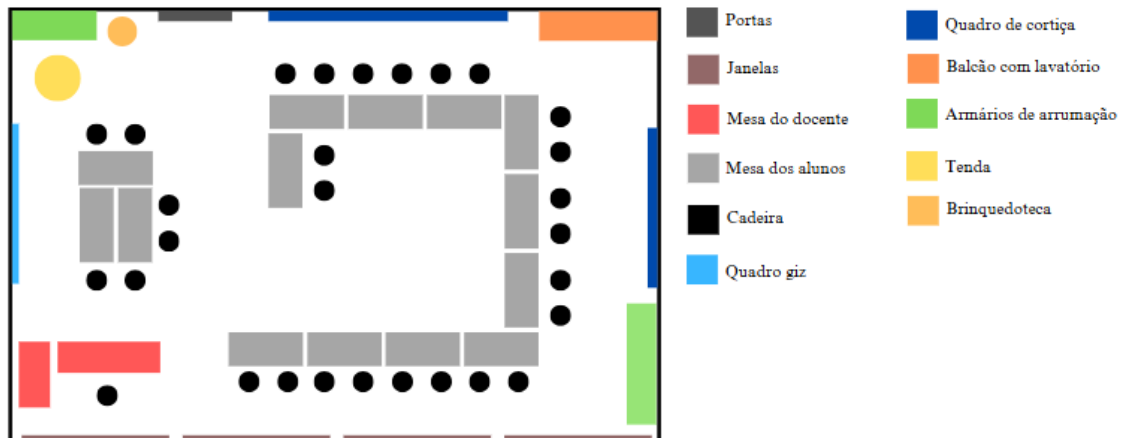 Portas
Janelas
Mesa do docente
Mesa dos alunos
Cadeira
Quadro giz
Quadro de cortiça
Balcão com lavatório
Armários de arrumação
Tenda
Brinquedoteca